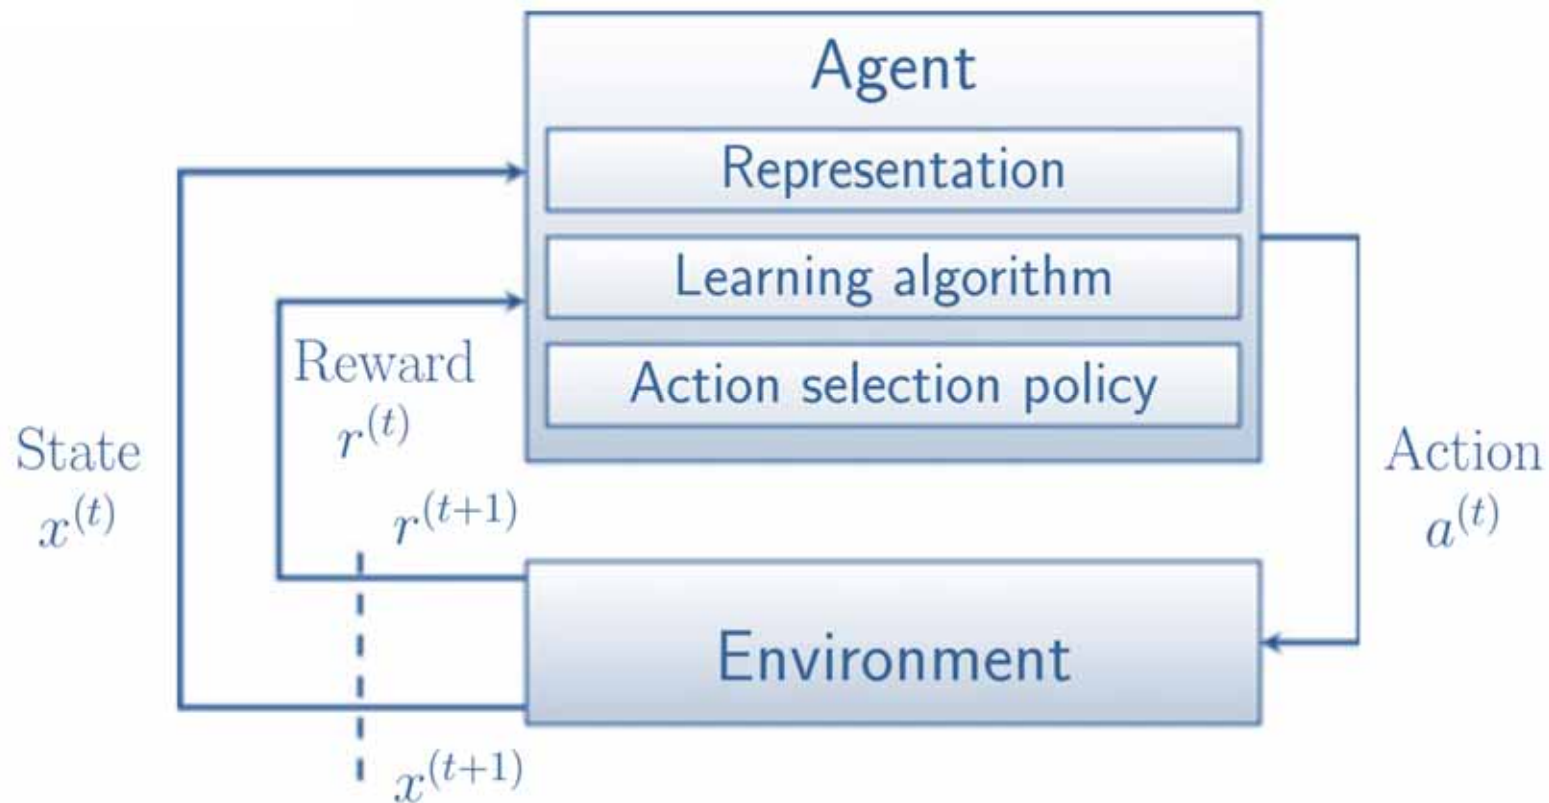 Agent
Representation
Learning algorithm
Action selection policy
Reward
r^{(t)}
State
x^{(t)}
Action
a^{(t)}
r^{(t+1)}
Environment
x^{(t+1)}